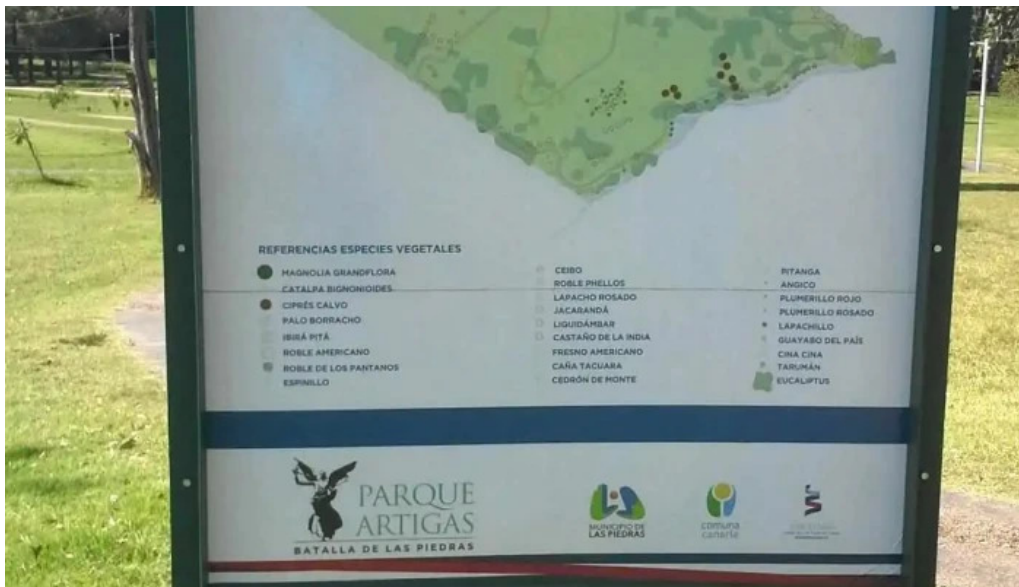 REFERENCIAS ESPECIES VEGETALES
MAGNOLIA GRANDFLORA
CATALPA BIGNONIOIDES
CIPRÉS CALVO
PALO BORRACHO
IBIRÁ PITÁ
ROBLE AMERICANO
ROBLE DE LOS PANTANOS
ESPINILLO
CEIBO
ROBLE PHELLOS
LAPACHO ROSADO
JACARANDÁ
LIQUIDÁMBAR
CASTAÑO DE LA INDIA
FRESNO AMERICANO
CAÑA TACUARA
CEDRÓN DE MONTE
PITANGA
ANGICO
PLUMERILLO ROJO
PLUMERILLO ROSADO
LAPACHILLO
GUAYABO DEL PAÍS
CINA CINA
TARUMÁN
EUCALIPTUS
PARQUE
ARTIGAS
BATALLA DE LAS PIEDRAS
MUNICIPIO DE
LAS PIEDRAS
comuna
canaria